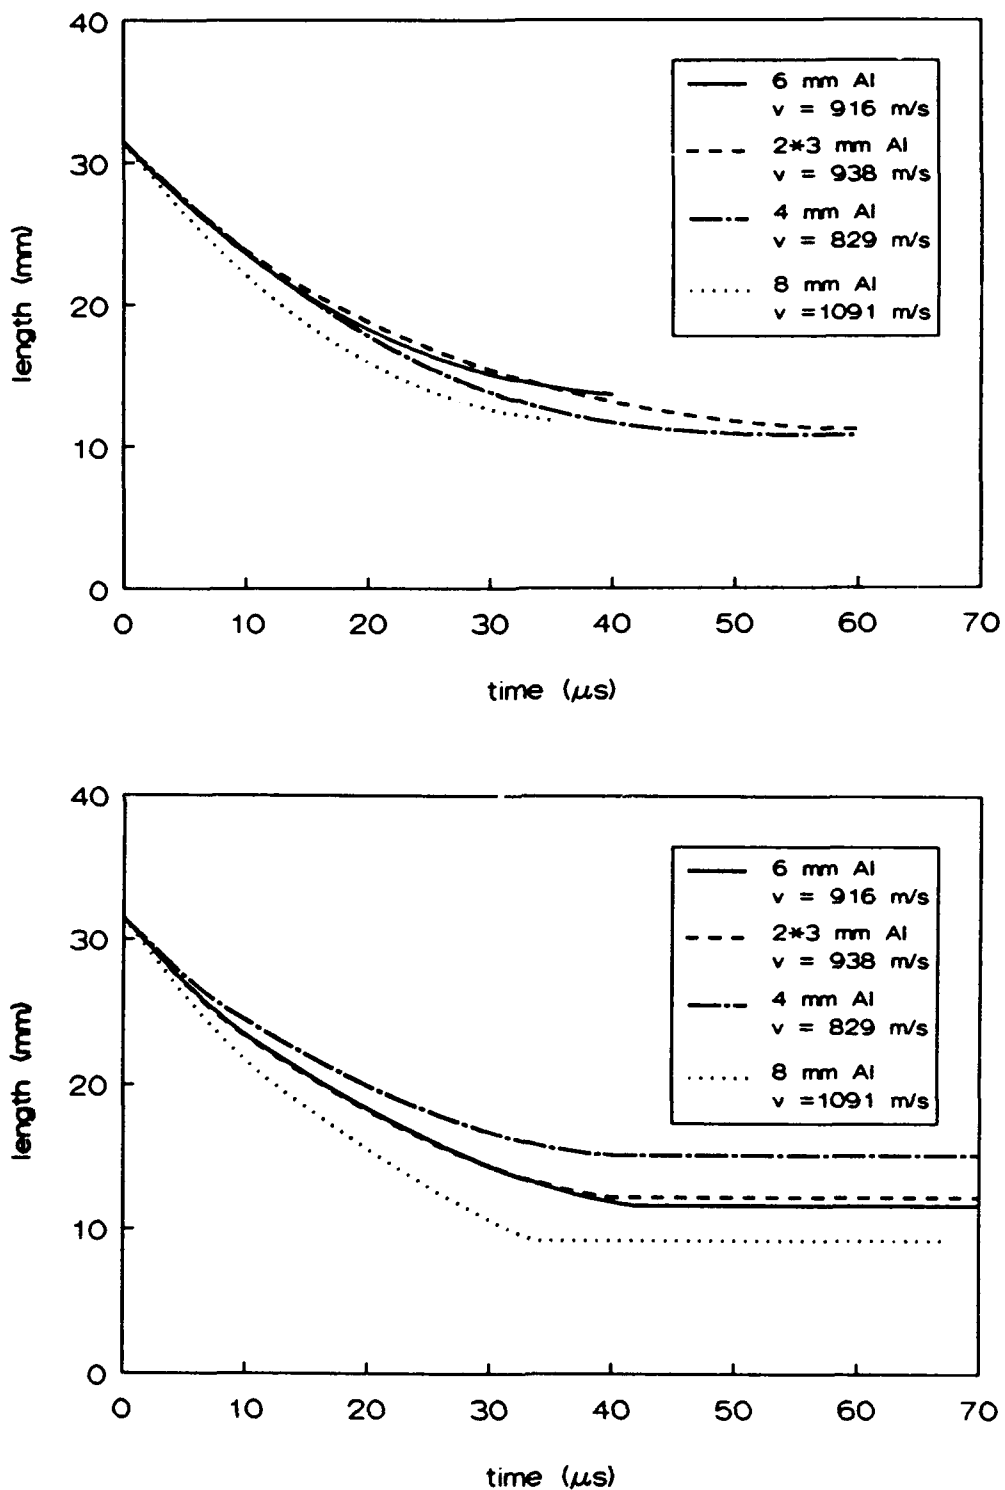 40
30
20
10
0
length (mm)
6 mm Al
v = 916 m/s
2*3 mm Al
v = 938 m/s
4 mm Al
v = 829 m/s
8 mm Al
v =1091 m/s
0 10 20 30 40 50 60 70
time (μs)
40
30
20
10
0
length (mm)
6 mm Al
v = 916 m/s
2*3 mm Al
v = 938 m/s
4 mm Al
v = 829 m/s
8 mm Al
v =1091 m/s
0 10 20 30 40 50 60 70
time (μs)